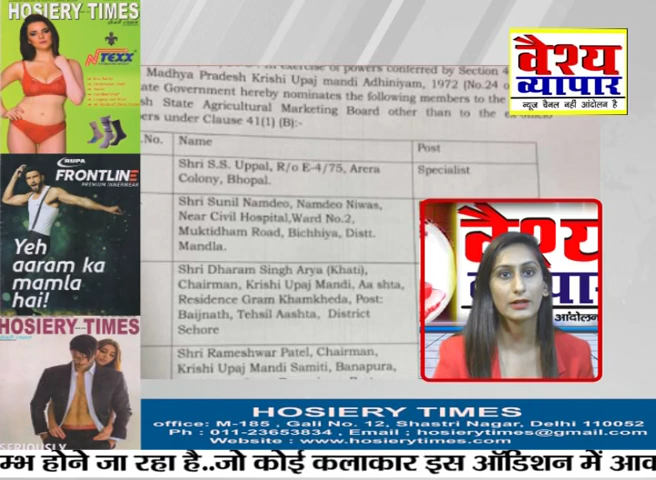 HOSIERY TIMES
NTEXX
RUPA
FRONTLINE
PREMIUM INNERWEAR
Yeh
aaram ka
mamla
hai!
HOSIERY TIMES
SERIOUSLY
exercise of powers conferred by Section 4
Madhya Pradesh Krishi Upaj mandi Adhiniyam, 1972 (No.24 o
ate Government hereby nominates the following members to the
sh State Agricultural Marketing Board other than to the ex officio
ers under Clause 41(1) (B):-
.No. Name Post
Shri S.S. Uppal, R/o E-4/75, Arera Specialist
Colony, Bhopal.
Shri Sunil Namdeo, Namdeo Niwas,
Near Civil Hospital,Ward No.2,
Muktidham Road, Bichhiya, Distt.
Mandla.
Shri Dharam Singh Arya (Khati),
Chairman, Krishi Upaj Mandi, Aa shta,
Residence Gram Khamkheda, Post:
Baijnath, Tehsil Aashta, District
Sehore
Shri Rameshwar Patel, Chairman,
Krishi Upaj Mandi Samiti, Banapura,
वैश्य
व्यापार
न्यूज चैनल नहीं आंदोलन है
वैश्य
पा
आंदोलन
HOSIERY TIMES
office: M-185 , Gali No. 12, Shastri Nagar, Delhi 110052
Ph : 011-23653834 , Email : hosierytimes@gmail.com
Website : www.hosierytimes.com
म्भ होने जा रहा है..जो कोई कलाकार इस ऑडिशन में आव